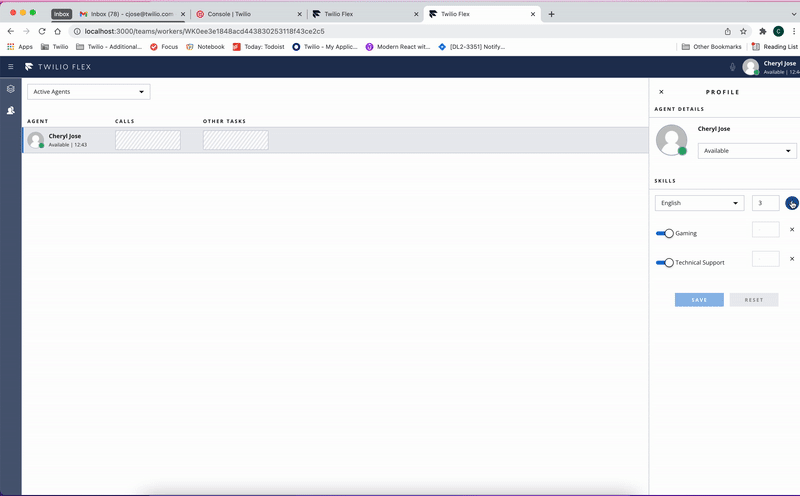 Inbox Inbox (78) - cjose@twilio.com Console | Twilio Twilio Flex Twilio Flex
localhost:3000/teams/workers/WK0ee3e1848acd443830253118f43ce2c5
Apps Twilio Twilio - Additional... Focus Notebook Today: Todoist Twilio – My Applic... Modern React wit... [DL2-3351] Notify... Other Bookmarks Reading List
TWILIO FLEX Cheryl Jose
Available | 12:4
Active Agents
PROFILE
AGENT DETAILS
AGENT CALLS OTHER TASKS
Cheryl Jose
Available | 12:43
Cheryl Jose
Available
SKILLS
English 3
Gaming
Technical Support
SAVE RESET